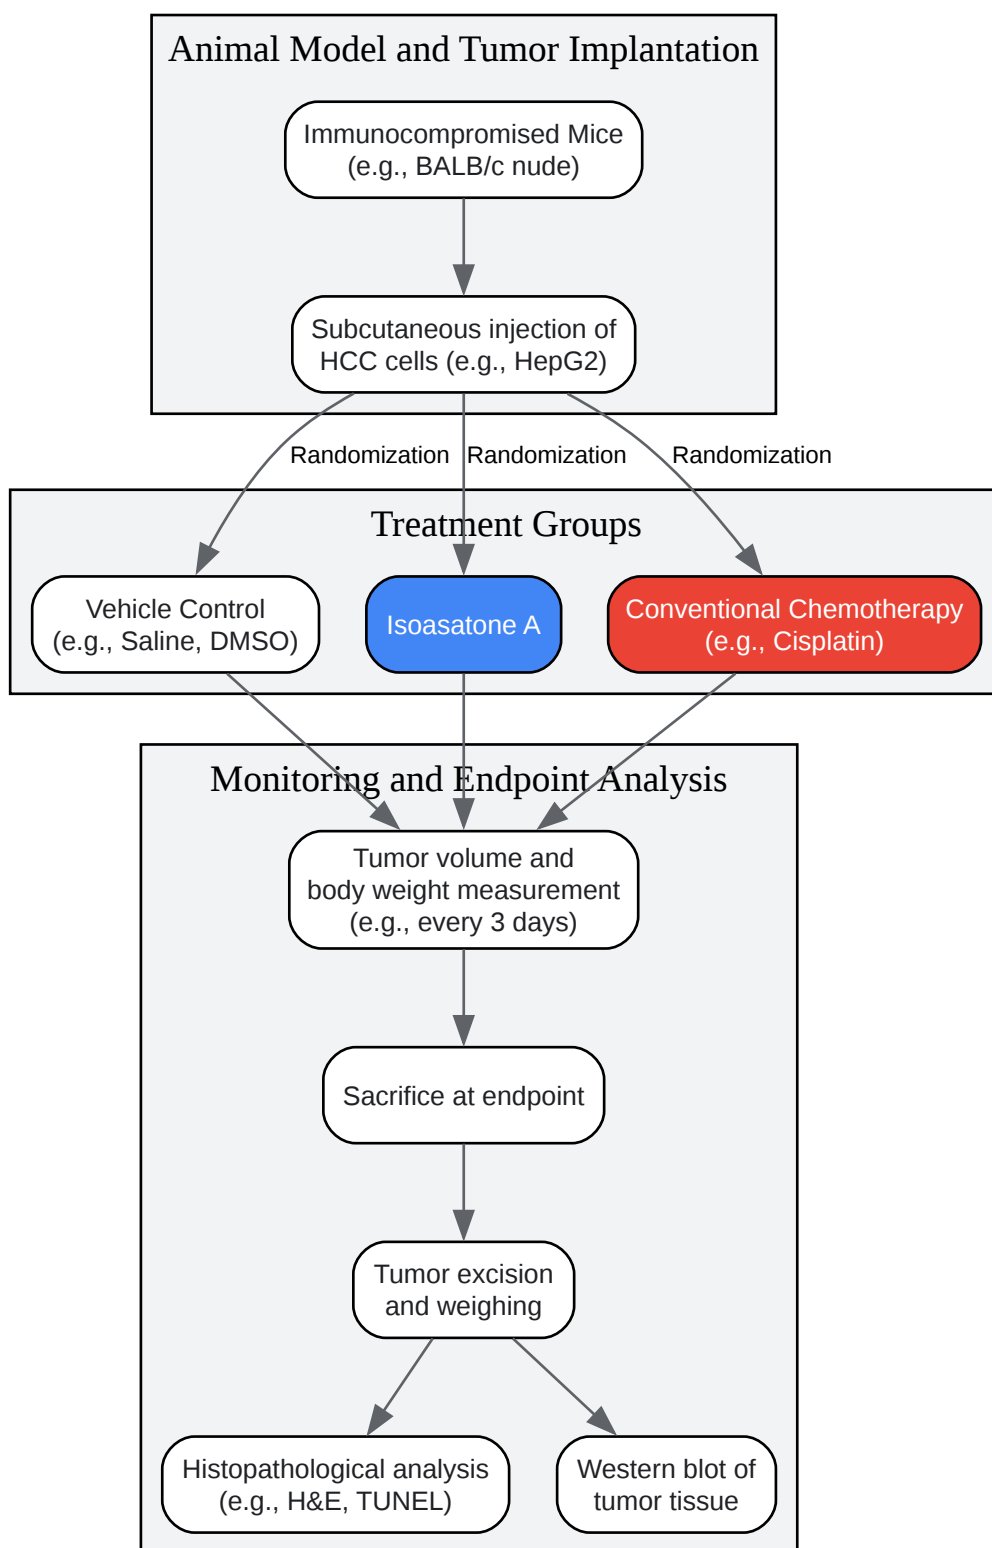 Animal Model and Tumor Implantation
Immunocompromised Mice
(e.g., BALB/c nude)
Subcutaneous injection of
HCC cells (e.g., HepG2)
Randomization
Randomization
Randomization
Treatment Groups
Vehicle Control
(e.g., Saline, DMSO)
Isoasatone A
Conventional Chemotherapy
(e.g., Cisplatin)
Monitoring and Endpoint Analysis
Tumor volume and
body weight measurement
(e.g., every 3 days)
Sacrifice at endpoint
Tumor excision
and weighing
Histopathological analysis
(e.g., H&E, TUNEL)
Western blot of
tumor tissue